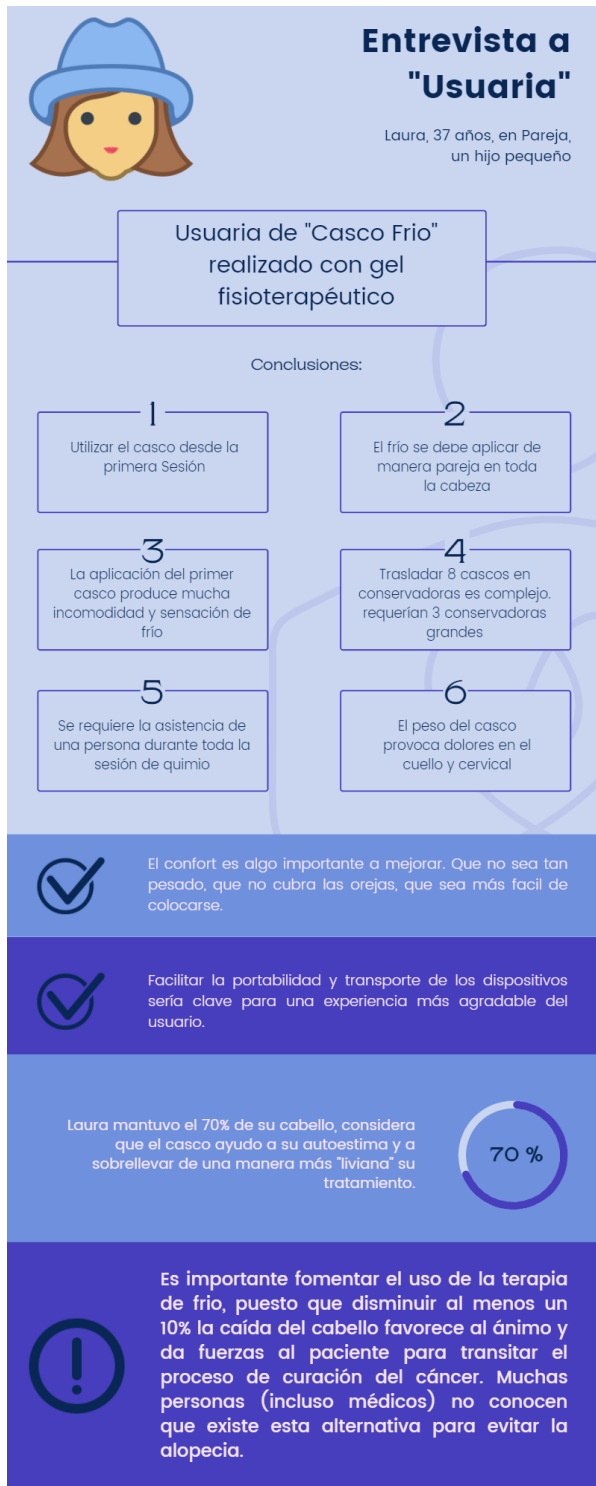 Entrevista a
"Usuaria"
Laura, 37 años, en Pareja,
un hijo pequeño
Usuaria de "Casco Frio"
realizado con gel
fisioterapéutico
Conclusiones:
1
Utilizar el casco desde la
primera Sesión
2
El frío se debe aplicar de
manera pareja en toda
la cabeza
3
La aplicación del primer
casco produce mucha
incomodidad y sensación de
frío
4
Trasladar 8 cascos en
conservadoras es complejo.
requerían 3 conservadoras
grandes
5
Se requiere la asistencia de
una persona durante toda la
sesión de quimio
6
El peso del casco
provoca dolores en el
cuello y cervical
El confort es algo importante a mejorar. Que no sea tan
pesado, que no cubra las orejas, que sea más facil de
colocarse.
Facilitar la portabilidad y transporte de los dispositivos
sería clave para una experiencia más agradable del
usuario.
Laura mantuvo el 70% de su cabello, considera
que el casco ayudo a su autoestima y a
sobrellevar de una manera más "liviana" su
tratamiento.
70 %
Es importante fomentar el uso de la terapia
de frio, puesto que disminuir al menos un
10% la caída del cabello favorece al ánimo y
da fuerzas al paciente para transitar el
proceso de curación del cáncer. Muchas
personas (incluso médicos) no conocen
que existe esta alternativa para evitar la
alopecia.